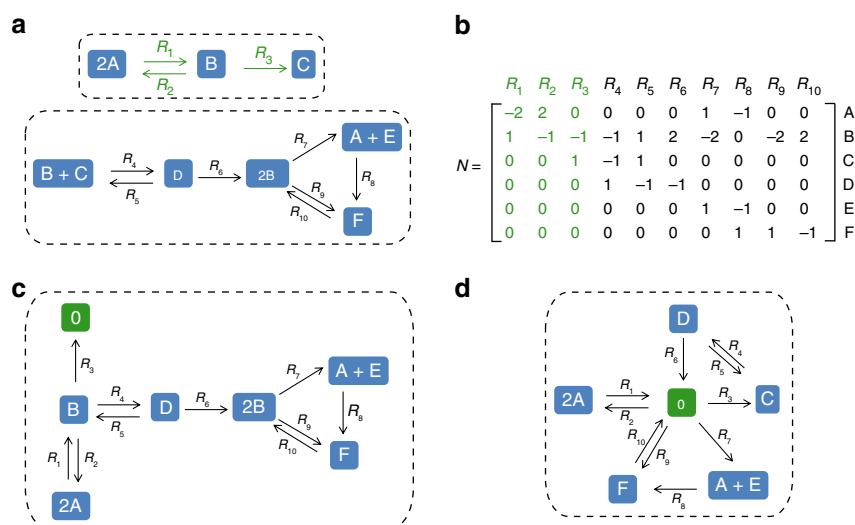 a
R1
2A B R3 C
R2
B + C R4 D R6 2B R7 A + E
R5 R9 R8
R10 F
b
R1 R2 R3 R4 R5 R6 R7 R8 R9 R10
−2 2 0 0 0 0 1 −1 0 0 A
1 −1 −1 −1 1 2 −2 0 −2 2 B
N = 0 0 1 −1 1 0 0 0 0 0 C
0 0 0 1 −1 −1 0 0 0 0 D
0 0 0 0 0 0 1 −1 0 0 E
0 0 0 0 0 0 0 1 1 −1 F
c
0
R3
B R4 D R6 2B R7 A + E
R5 R9 R8
R10 F
R1 R2
2A
d
D
R6 R4
R5
2A R1 0 R3 C
R2
R10 R9 R7
F R8 A + E